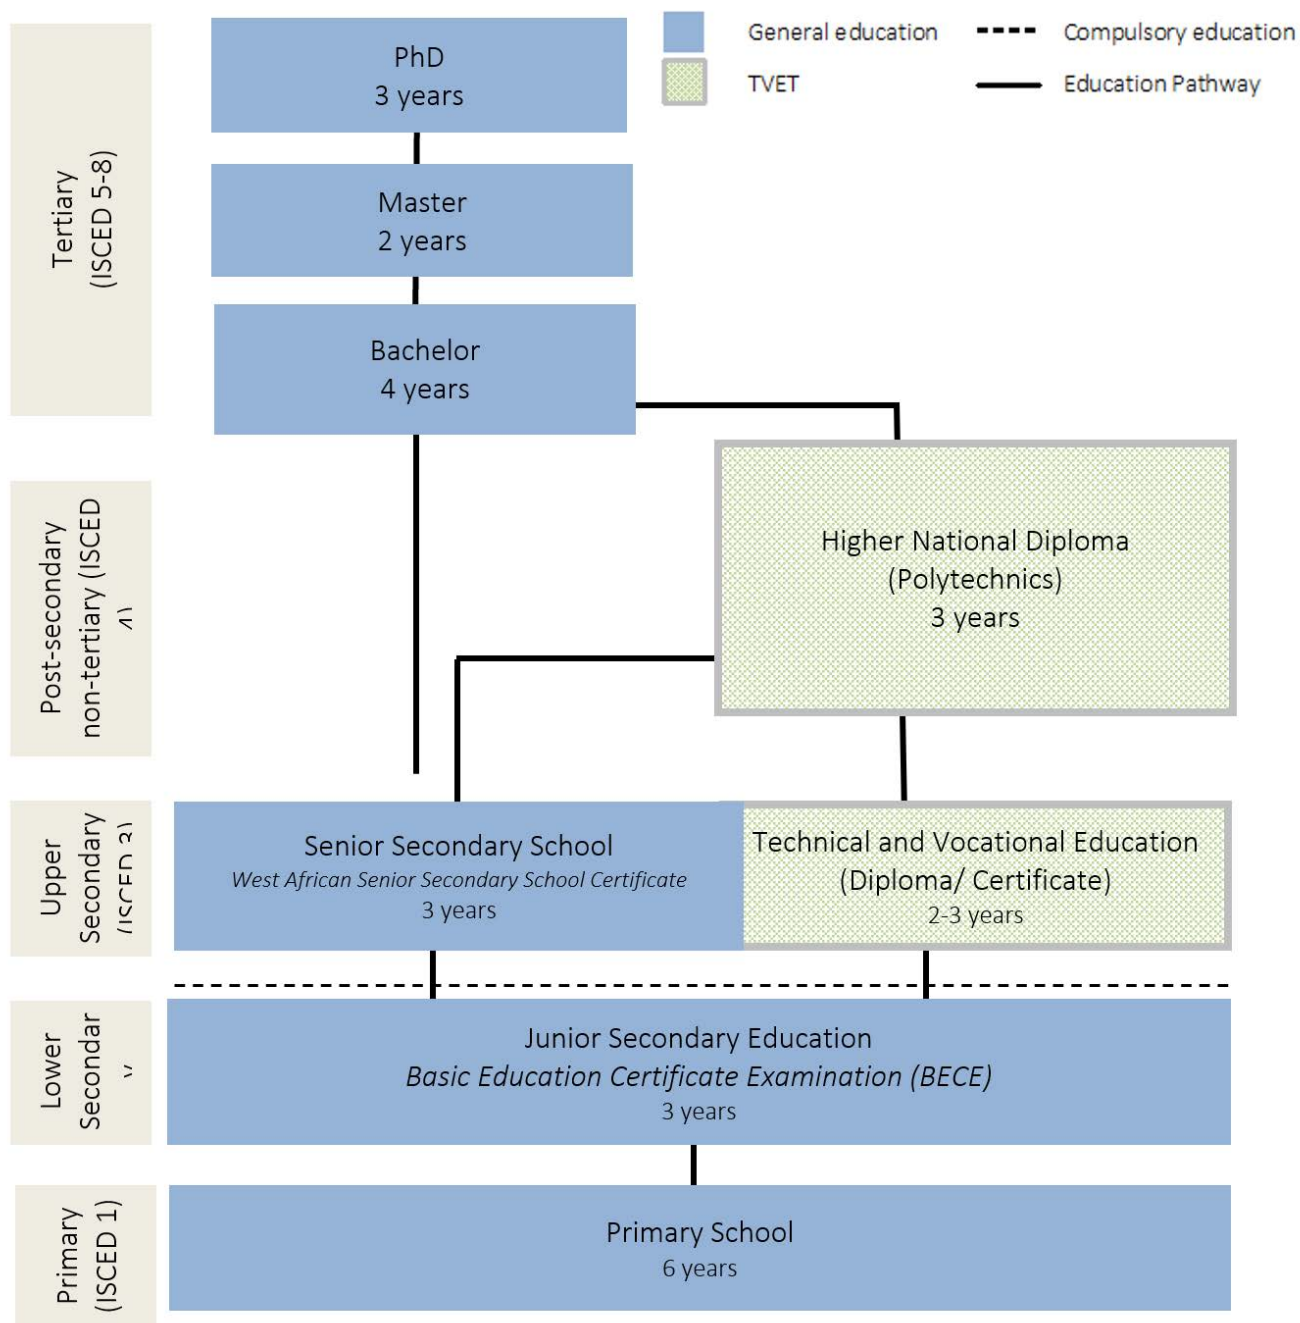 General education
Compulsory education
TVET
Education Pathway
Tertiary
(ISCED 5-8)
PhD
3 years
Master
2 years
Bachelor
4 years
Post-secondary
non-tertiary (ISCED
4)
Higher National Diploma
(Polytechnics)
3 years
Upper
Secondary
(ISCED 3)
Senior Secondary School
West African Senior Secondary School Certificate
3 years
Technical and Vocational Education
(Diploma/ Certificate)
2-3 years
Lower
Secondar
y
Junior Secondary Education
Basic Education Certificate Examination (BECE)
3 years
Primary
(ISCED 1)
Primary School
6 years